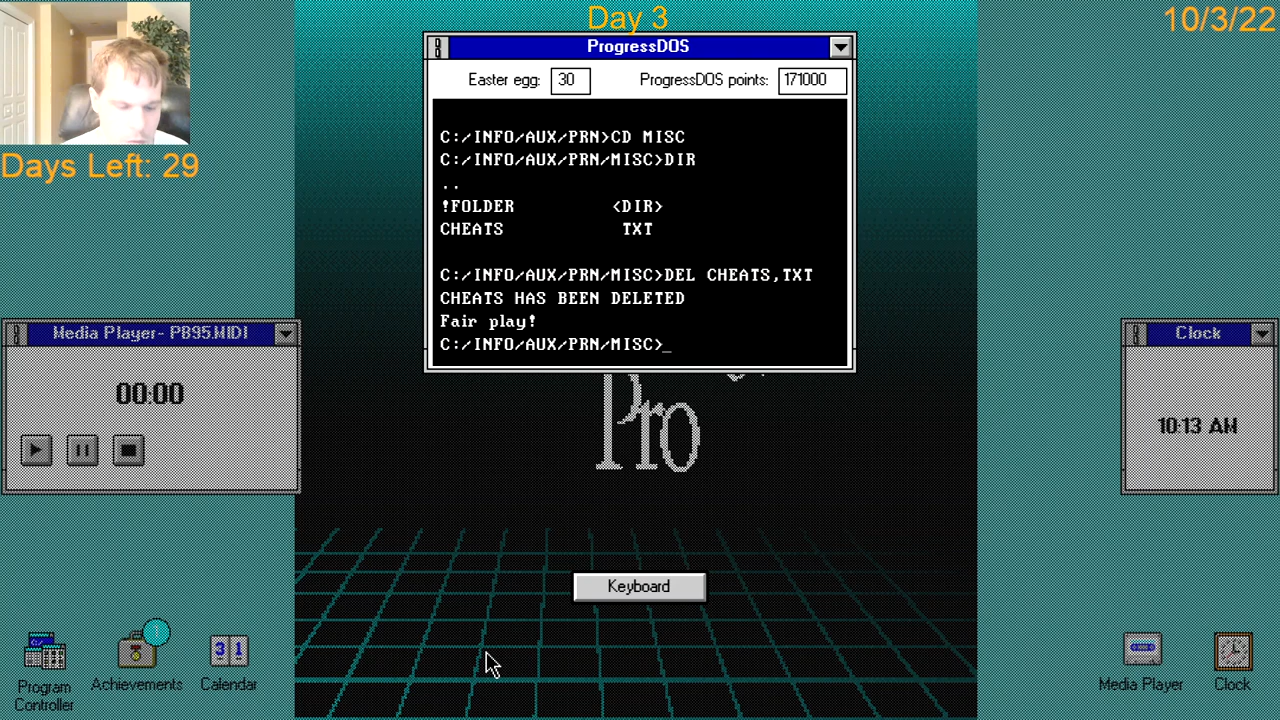 Day 3
10/3/22
ProgressDOS
Easter egg: 30 ProgressDOS points: 171000
C:/INFO/AUX/PRN>CD MISC
C:/INFO/AUX/PRN/MISC>DIR
..
!FOLDER <DIR>
CHEATS TXT
C:/INFO/AUX/PRN/MISC>DEL CHEATS,TXT
CHEATS HAS BEEN DELETED
Fair play!
C:/INFO/AUX/PRN/MISC>_
Days Left: 29
Media Player- PB95.MIDI
00:00
Clock
10:13 AM
Pro
Keyboard
Program
Controller
1
Achievements
31
Calendar
Media Player
Clock